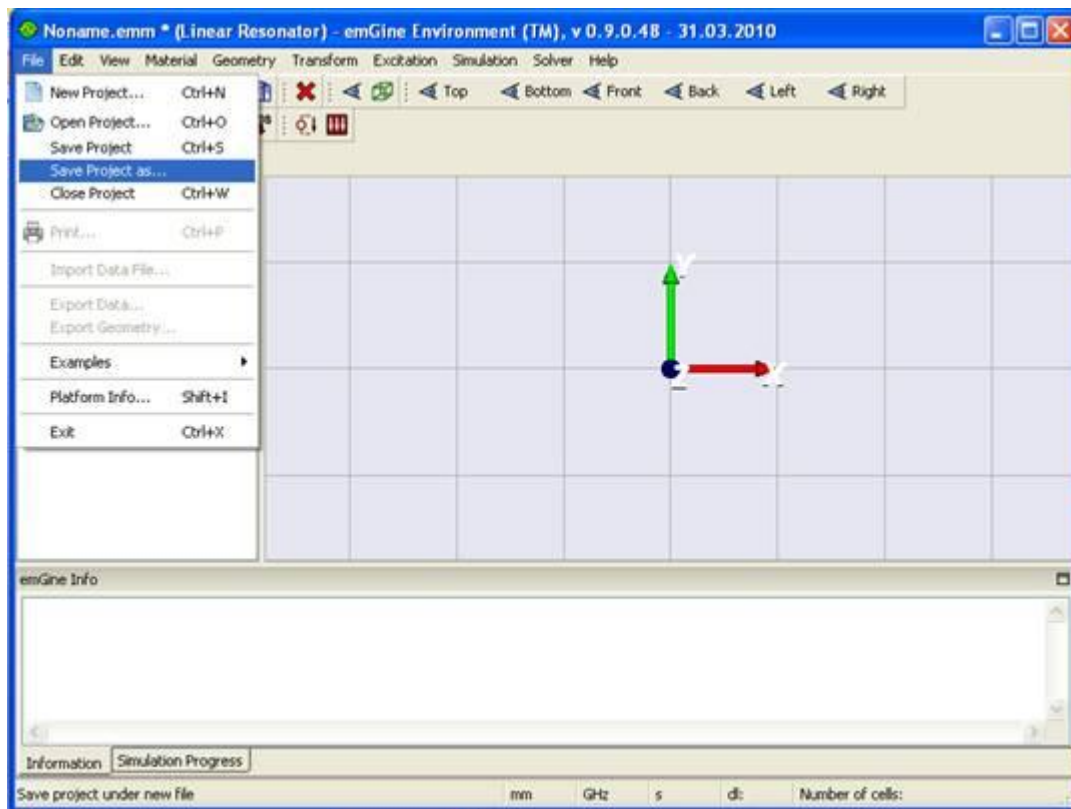 Noname.emm * (Linear Resonator) - emGine Environment (TM), v 0.9.0.48 - 31.03.2010
File Edit View Material Geometry Transform Excitation Simulation Solver Help
New Project... Ctrl+N
Top Bottom Front Back Left Right
Open Project... Ctrl+O
Save Project Ctrl+S
Save Project as...
Close Project Ctrl+W
Print... Ctrl+P
Import Data File...
Export Data...
Export Geometry...
Examples
Platform Info... Shift+I
Exit Ctrl+X
Y
Z X
emGine Info
Information Simulation Progress
Save project under new file mm GHz s dl: Number of cells: